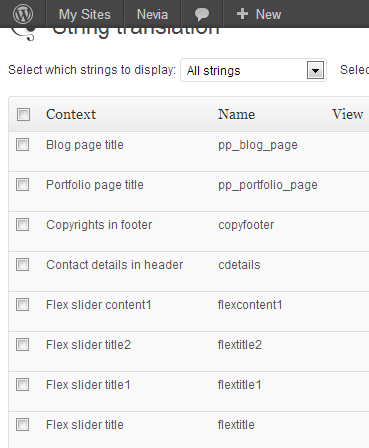 My Sites Nevia + New
String translation
Select which strings to display: All strings Selec
Context Name View
Blog page title pp_blog_page
Portfolio page title pp_portfolio_page
Copyrights in footer copyfooter
Contact details in header cdetails
Flex slider content1 flexcontent1
Flex slider title2 flextitle2
Flex slider title1 flextitle1
Flex slider title flextitle